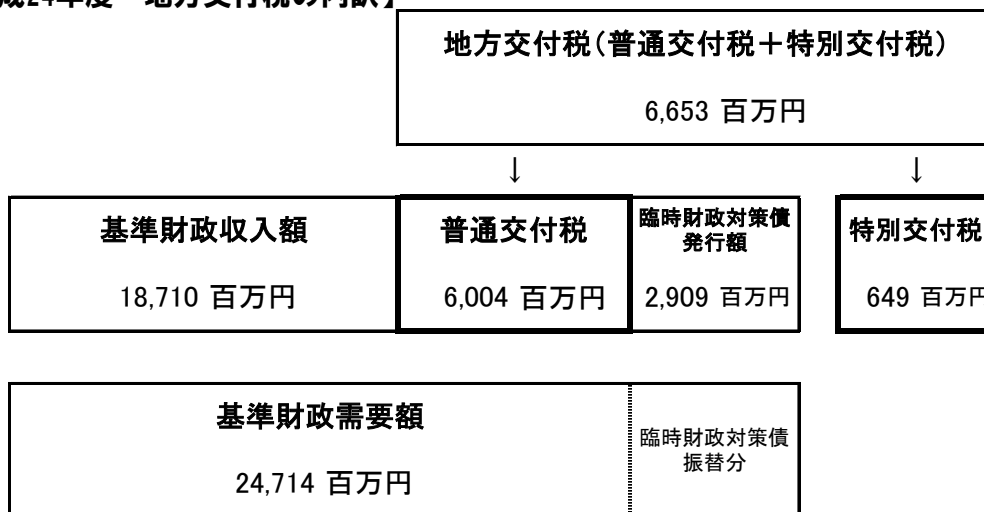 地方交付税(普通交付税＋特別交付税)
6,653 百万円
↓ ↓
基準財政収入額 普通交付税 臨時財政対策債 特別交付税
発行額
18,710 百万円 6,004 百万円 2,909 百万円 649 百万円
基準財政需要額
臨時財政対策債
振替分
24,714 百万円